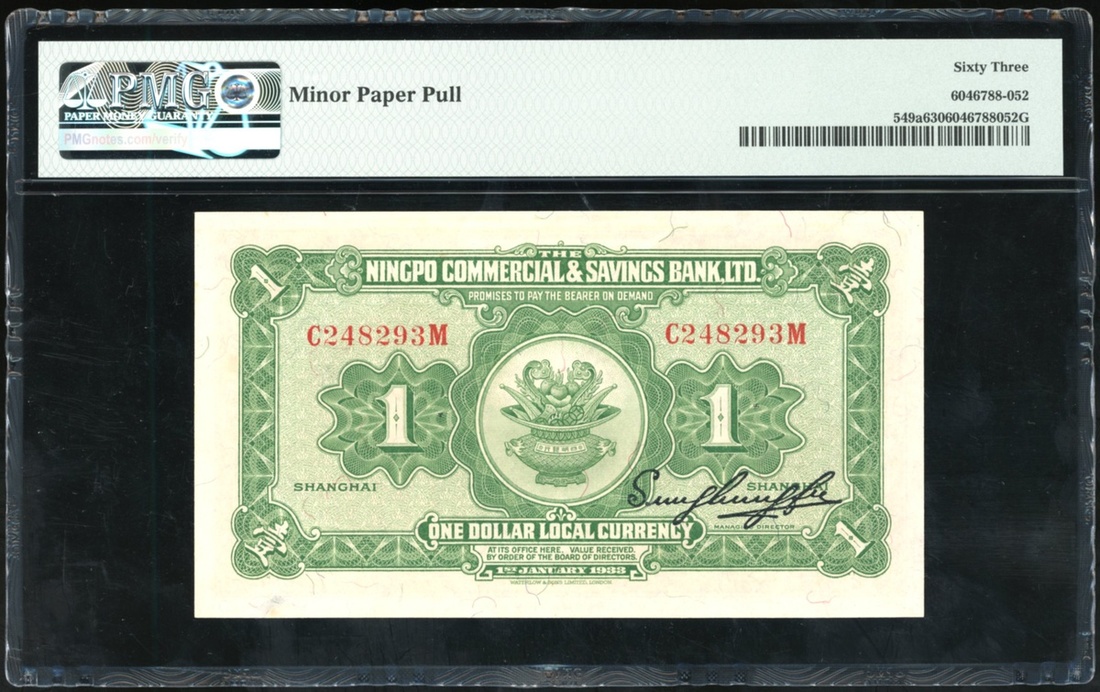 PMG
PAPER MONEY GUARANTY
PMGnotes.com/verify
Minor Paper Pull
Sixty Three
6046788-052
549a6306046788052G
1
THE
NINGPO COMMERCIAL & SAVINGS BANK, LTD.
PROMISES TO PAY THE BEARER ON DEMAND
C248293M
C248293M
1
1
SHANGHAI
SHANGHAI
MANAGING DIRECTOR
ONE DOLLAR LOCAL CURRENCY
AT ITS OFFICE HERE, VALUE RECEIVED.
BY ORDER OF THE BOARD OF DIRECTORS.
1ST JANUARY 1933
1
WATERLOW & SONS LIMITED, LONDON